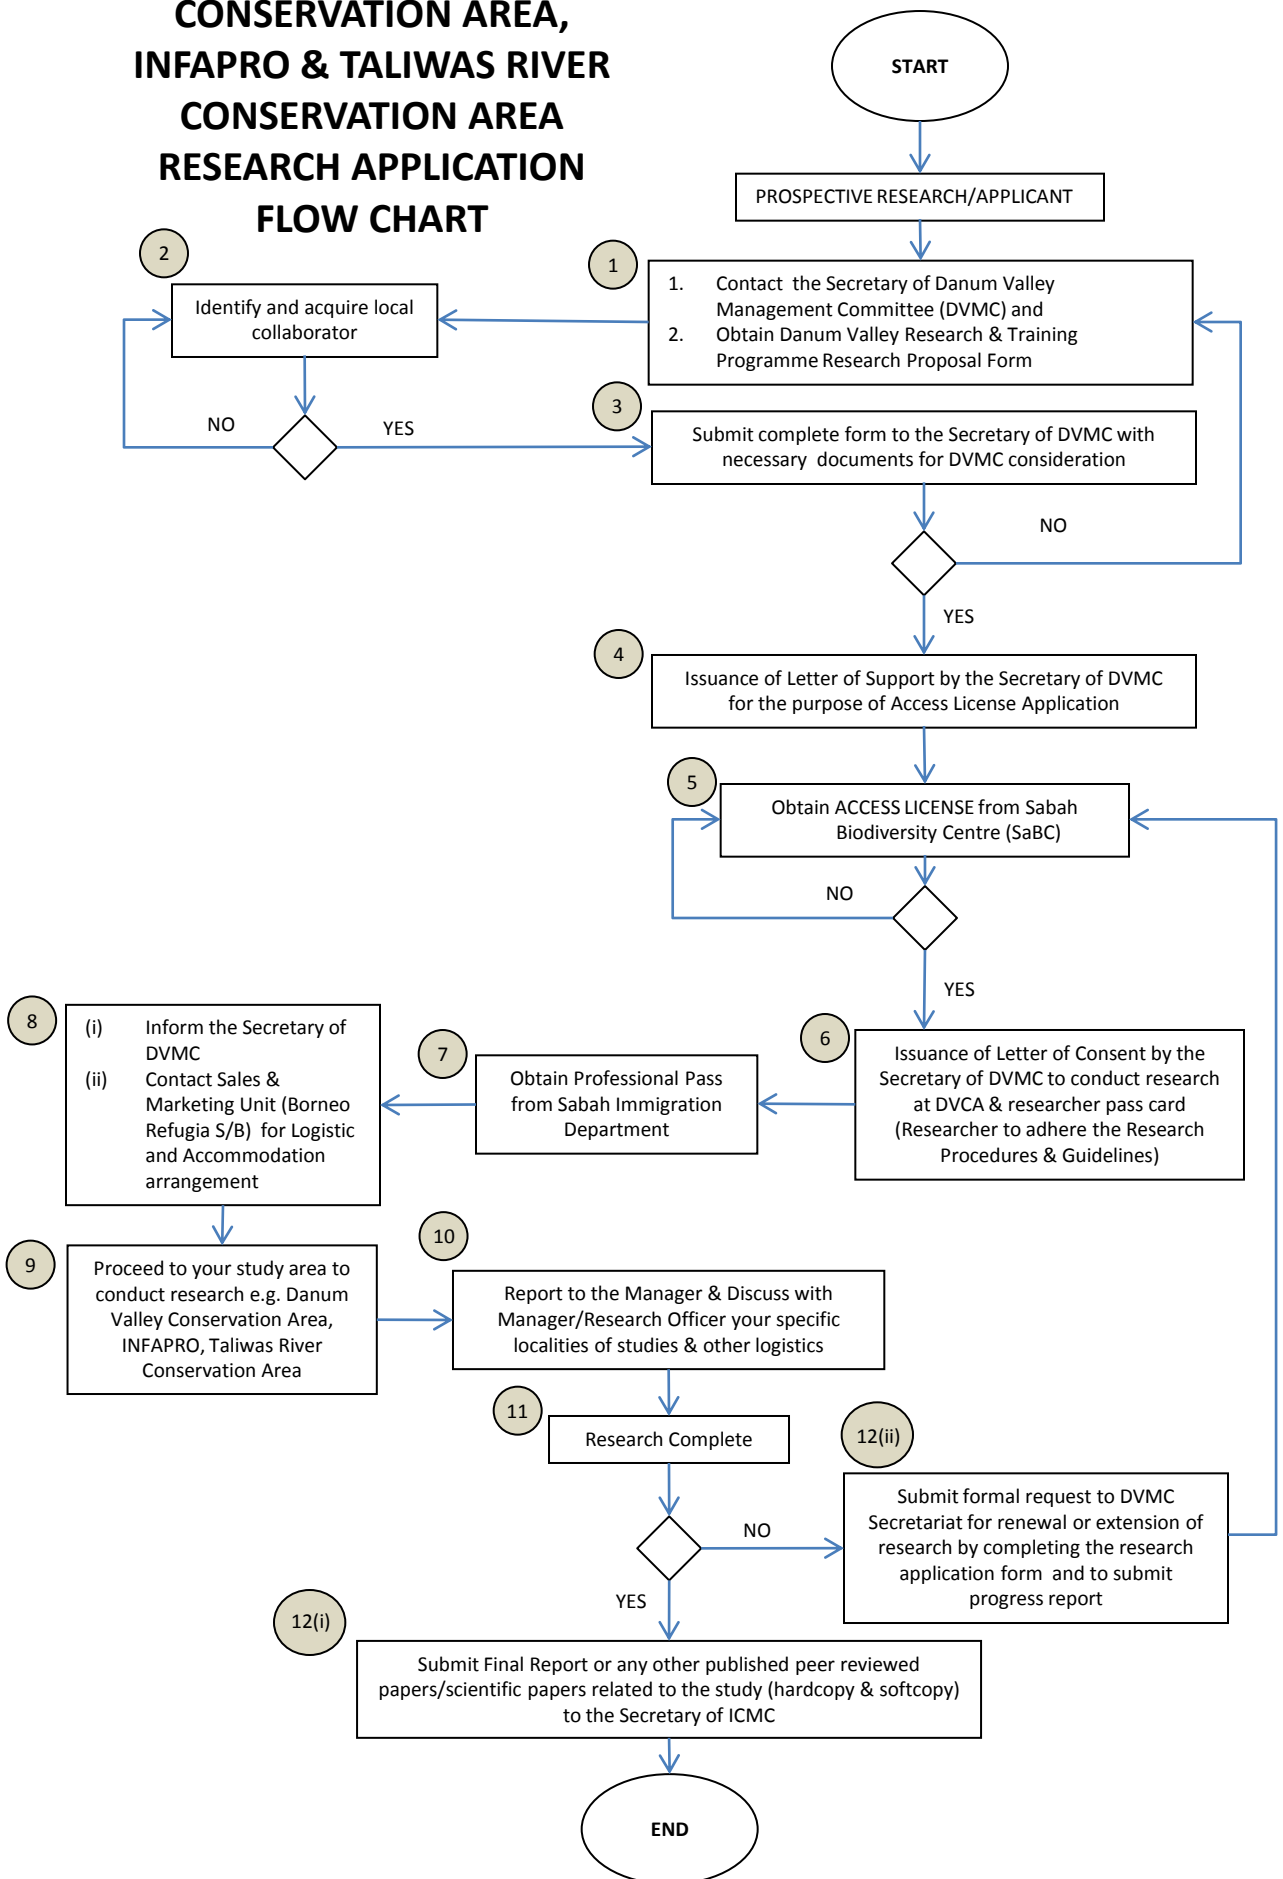 CONSERVATION AREA,
INFAPRO & TALIWAS RIVER
CONSERVATION AREA
RESEARCH APPLICATION
FLOW CHART
START
PROSPECTIVE RESEARCH/APPLICANT
1
1. Contact the Secretary of Danum Valley
Management Committee (DVMC) and
2. Obtain Danum Valley Research & Training
Programme Research Proposal Form
2
Identify and acquire local
collaborator
NO
YES
3
Submit complete form to the Secretary of DVMC with
necessary documents for DVMC consideration
NO
YES
4
Issuance of Letter of Support by the Secretary of DVMC
for the purpose of Access License Application
5
Obtain ACCESS LICENSE from Sabah
Biodiversity Centre (SaBC)
NO
YES
6
Issuance of Letter of Consent by the
Secretary of DVMC to conduct research
at DVCA & researcher pass card
(Researcher to adhere the Research
Procedures & Guidelines)
7
Obtain Professional Pass
from Sabah Immigration
Department
8
(i) Inform the Secretary of
DVMC
(ii) Contact Sales &
Marketing Unit (Borneo
Refugia S/B) for Logistic
and Accommodation
arrangement
9
Proceed to your study area to
conduct research e.g. Danum
Valley Conservation Area,
INFAPRO, Taliwas River
Conservation Area
10
Report to the Manager & Discuss with
Manager/Research Officer your specific
localities of studies & other logistics
11
Research Complete
NO
YES
12(ii)
Submit formal request to DVMC
Secretariat for renewal or extension of
research by completing the research
application form and to submit
progress report
12(i)
Submit Final Report or any other published peer reviewed
papers/scientific papers related to the study (hardcopy & softcopy)
to the Secretary of ICMC
END